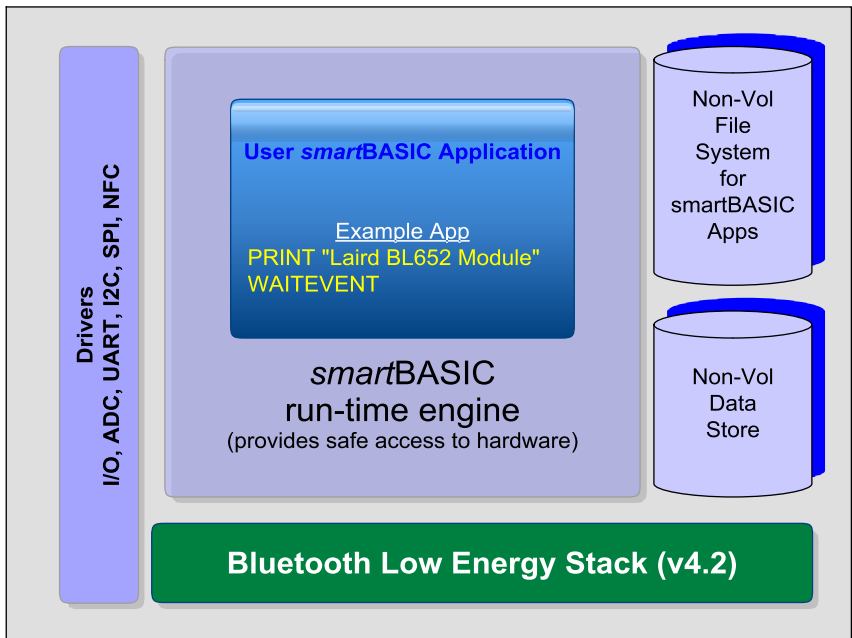 Drivers
I/O, ADC, UART, I2C, SPI, NFC
User smartBASIC Application
Example App
PRINT "Laird BL652 Module"
WAITEVENT
smartBASIC
run-time engine
(provides safe access to hardware)
Non-Vol
File
System
for
smartBASIC
Apps
Non-Vol
Data
Store
Bluetooth Low Energy Stack (v4.2)